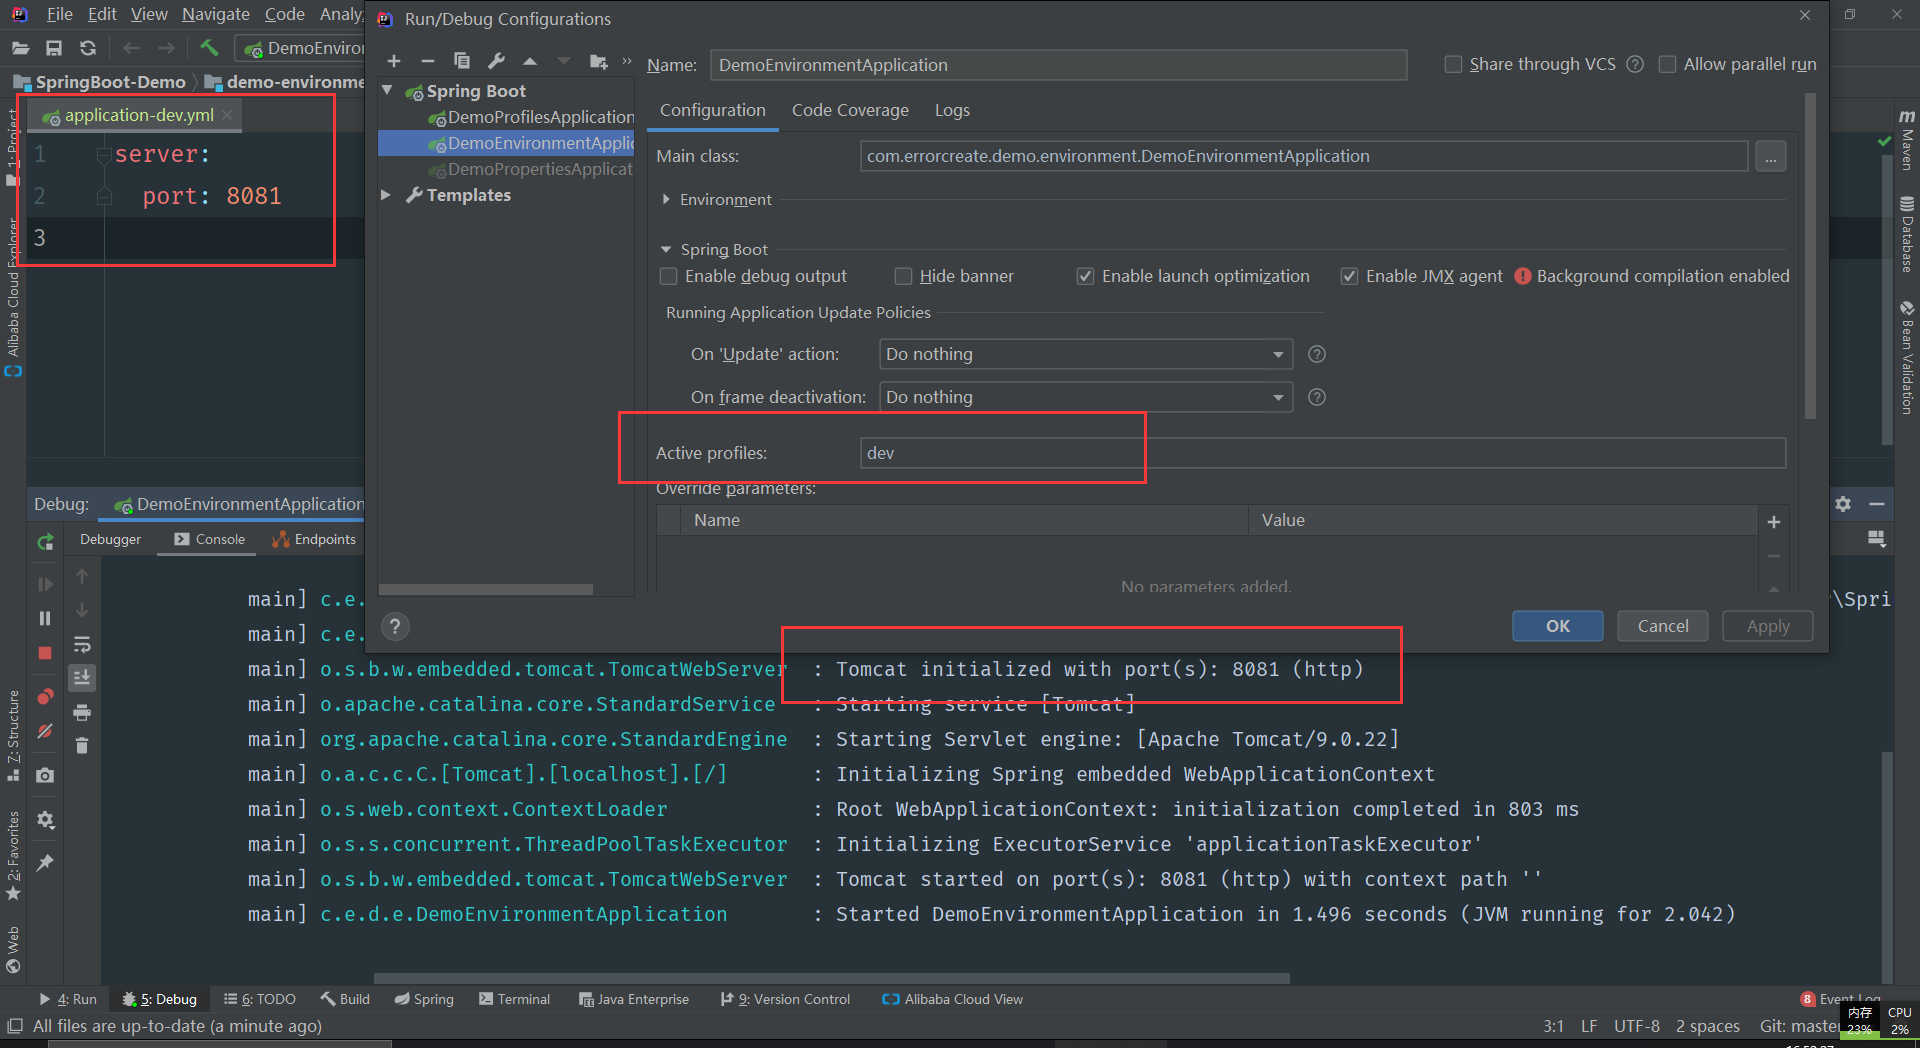 File Edit View Navigate Code Analy
Run/Debug Configurations
DemoEnviron
SpringBoot-Demo
demo-environme
application-dev.yml
1 server:
2 port: 8081
3
1: Project
Alibaba Cloud Explorer
7: Structure
2: Favorites
Web
Spring Boot
DemoProfilesApplication
DemoEnvironmentApplic
DemoPropertiesApplicat
Templates
Name: DemoEnvironmentApplication
Share through VCS
Allow parallel run
Configuration Code Coverage Logs
Main class: com.errorcreate.demo.environment.DemoEnvironmentApplication ...
Environment
Spring Boot
Enable debug output Hide banner Enable launch optimization Enable JMX agent Background compilation enabled
Running Application Update Policies
On 'Update' action: Do nothing
On frame deactivation: Do nothing
Active profiles: dev
Override parameters:
Name Value
No parameters added.
OK Cancel Apply
m Maven
Database
Bean Validation
Debug: DemoEnvironmentApplication
Debugger Console Endpoints
main] c.e. \Spri
main] c.e.
main] o.s.b.w.embedded.tomcat.TomcatWebServer : Tomcat initialized with port(s): 8081 (http)
main] o.apache.catalina.core.StandardService : Starting service [Tomcat]
main] org.apache.catalina.core.StandardEngine : Starting Servlet engine: [Apache Tomcat/9.0.22]
main] o.a.c.c.C.[Tomcat].[localhost].[/] : Initializing Spring embedded WebApplicationContext
main] o.s.web.context.ContextLoader : Root WebApplicationContext: initialization completed in 803 ms
main] o.s.s.concurrent.ThreadPoolTaskExecutor : Initializing ExecutorService 'applicationTaskExecutor'
main] o.s.b.w.embedded.tomcat.TomcatWebServer : Tomcat started on port(s): 8081 (http) with context path ''
main] c.e.d.e.DemoEnvironmentApplication : Started DemoEnvironmentApplication in 1.496 seconds (JVM running for 2.042)
4: Run 5: Debug 6: TODO Build Spring Terminal Java Enterprise 9: Version Control Alibaba Cloud View 8 Event Log
All files are up-to-date (a minute ago) 3:1 LF UTF-8 2 spaces Git: master
内存 CPU
23% 2%